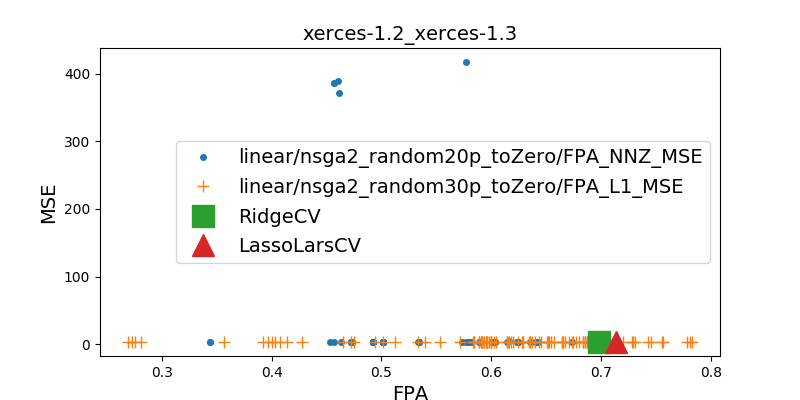 xerces-1.2_xerces-1.3
MSE
400
300
200
100
0
linear/nsga2_random20p_toZero/FPA_NNZ_MSE
linear/nsga2_random30p_toZero/FPA_L1_MSE
RidgeCV
LassoLarsCV
0.3 0.4 0.5 0.6 0.7 0.8
FPA